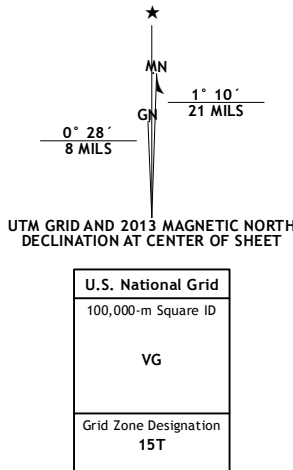 ★
MN
GN
1° 10´
21 MILS
0° 28´
8 MILS
UTM GRID AND 2013 MAGNETIC NORTH
DECLINATION AT CENTER OF SHEET
U.S. National Grid
100,000-m Square ID
VG
Grid Zone Designation
15T